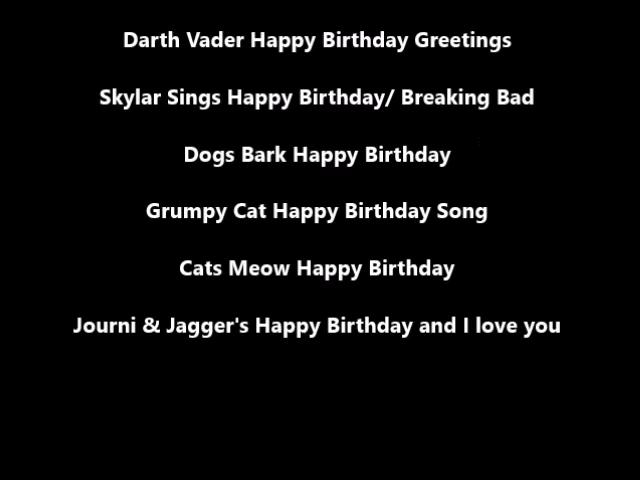 Darth Vader Happy Birthday Greetings
Skylar Sings Happy Birthday/ Breaking Bad
Dogs Bark Happy Birthday
Grumpy Cat Happy Birthday Song
Cats Meow Happy Birthday
Journi & Jagger's Happy Birthday and I love you